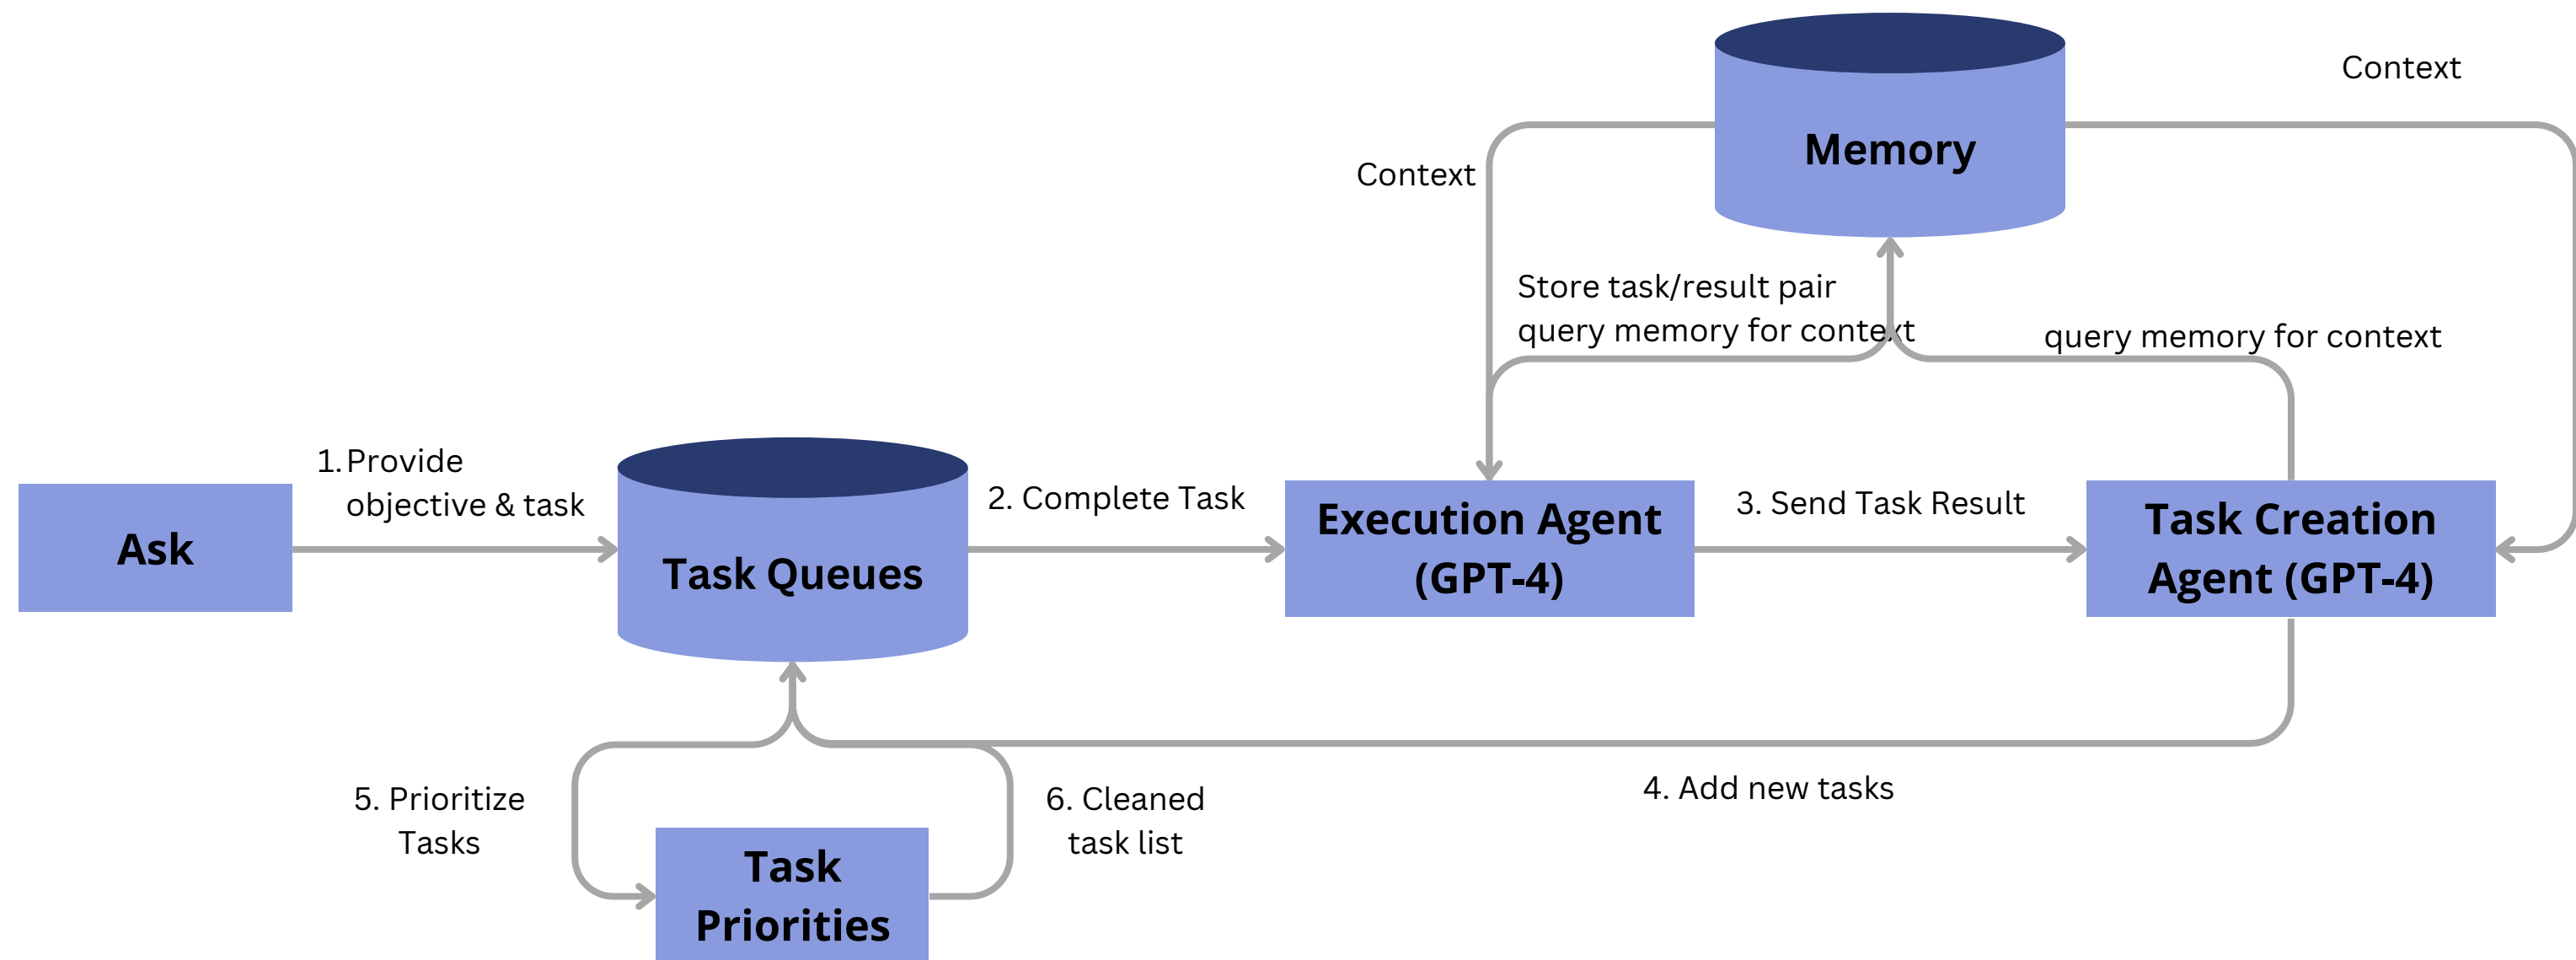 Context
Memory
Context
Store task/result pair
query memory for context
query memory for context
1. Provide
objective & task
2. Complete Task
3. Send Task Result
Ask
Task Queues
Execution Agent
(GPT-4)
Task Creation
Agent (GPT-4)
5. Prioritize
Tasks
6. Cleaned
task list
4. Add new tasks
Task
Priorities